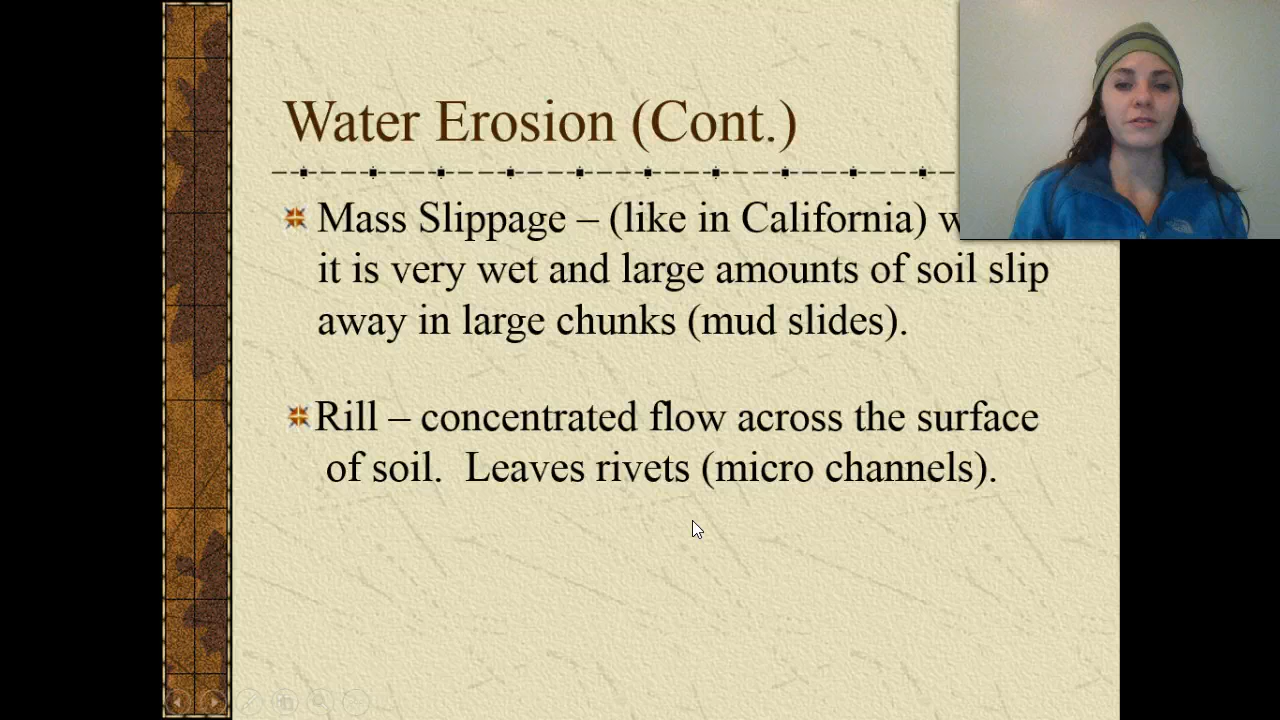 Water Erosion (Cont.)
Mass Slippage – (like in California)
it is very wet and large amounts of soil slip
away in large chunks (mud slides).
Rill – concentrated flow across the surface
of soil.  Leaves rivets (micro channels).